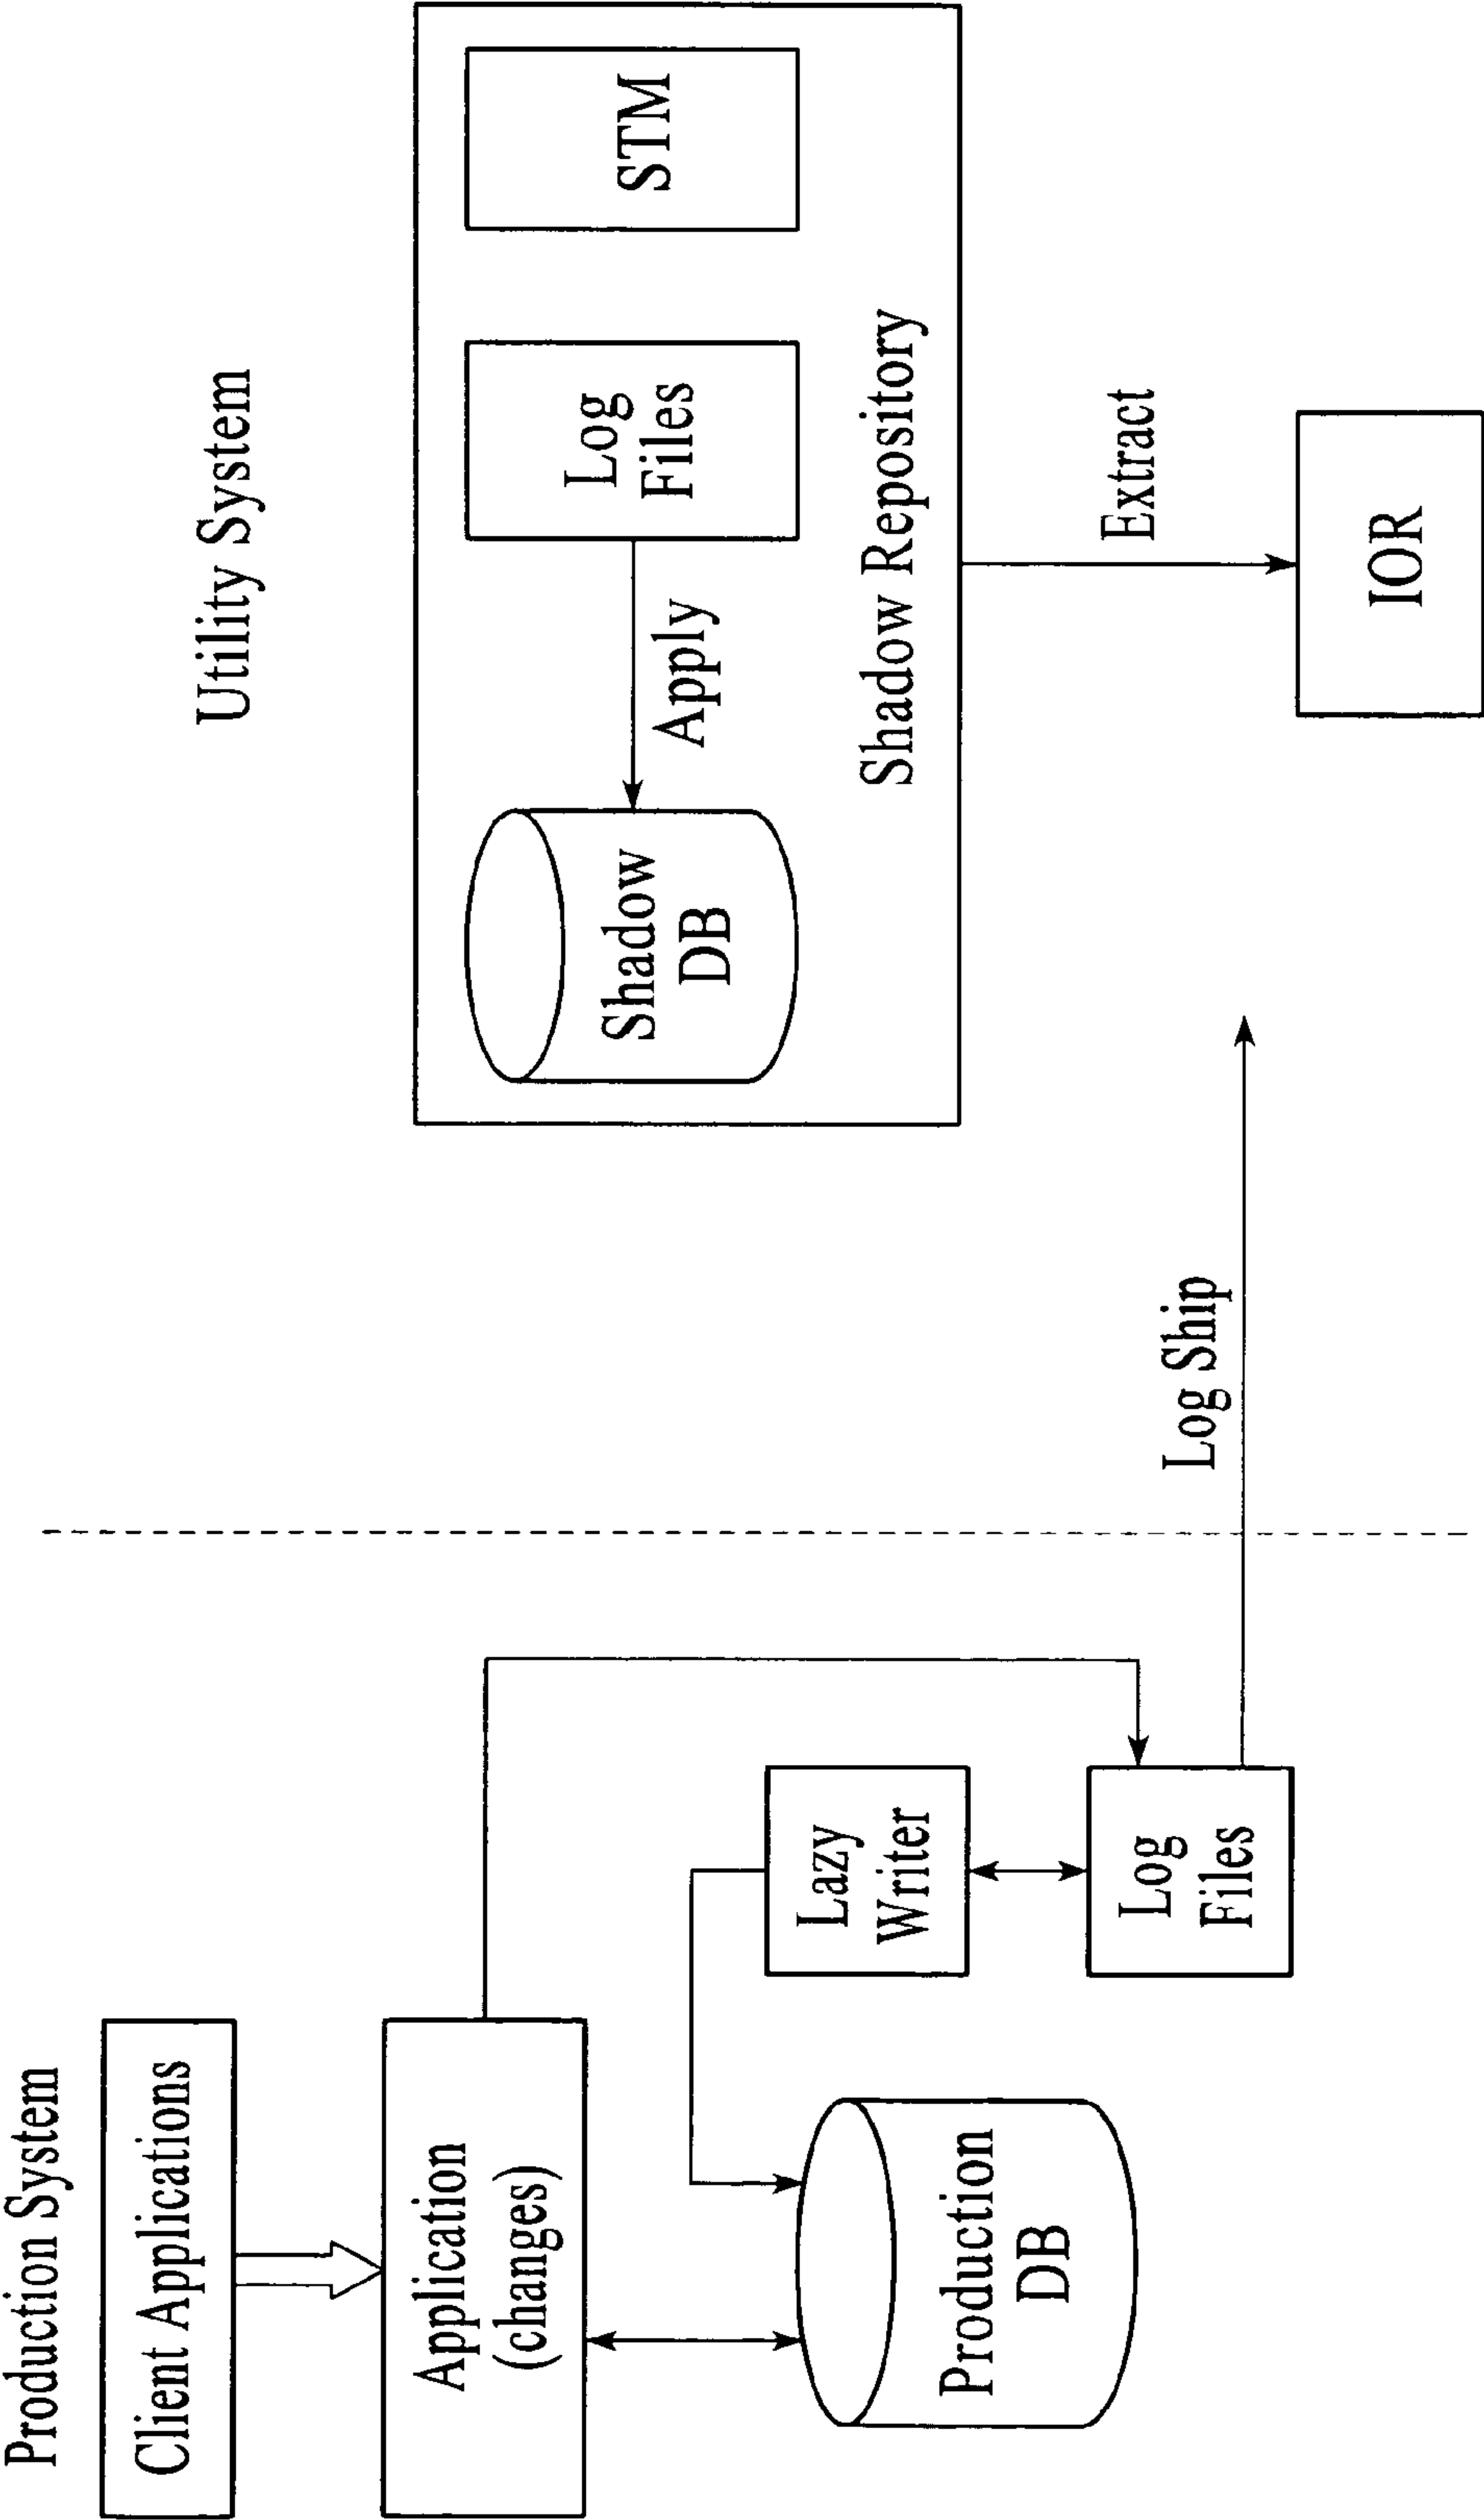 Production System
Client Applications
Application
(changes)
Production
DB
Lazy
Writer
Log
Files
Log Ship
Utility System
Shadow
DB
Apply
Log
Files
STM
Shadow Repository
Extract
IOR